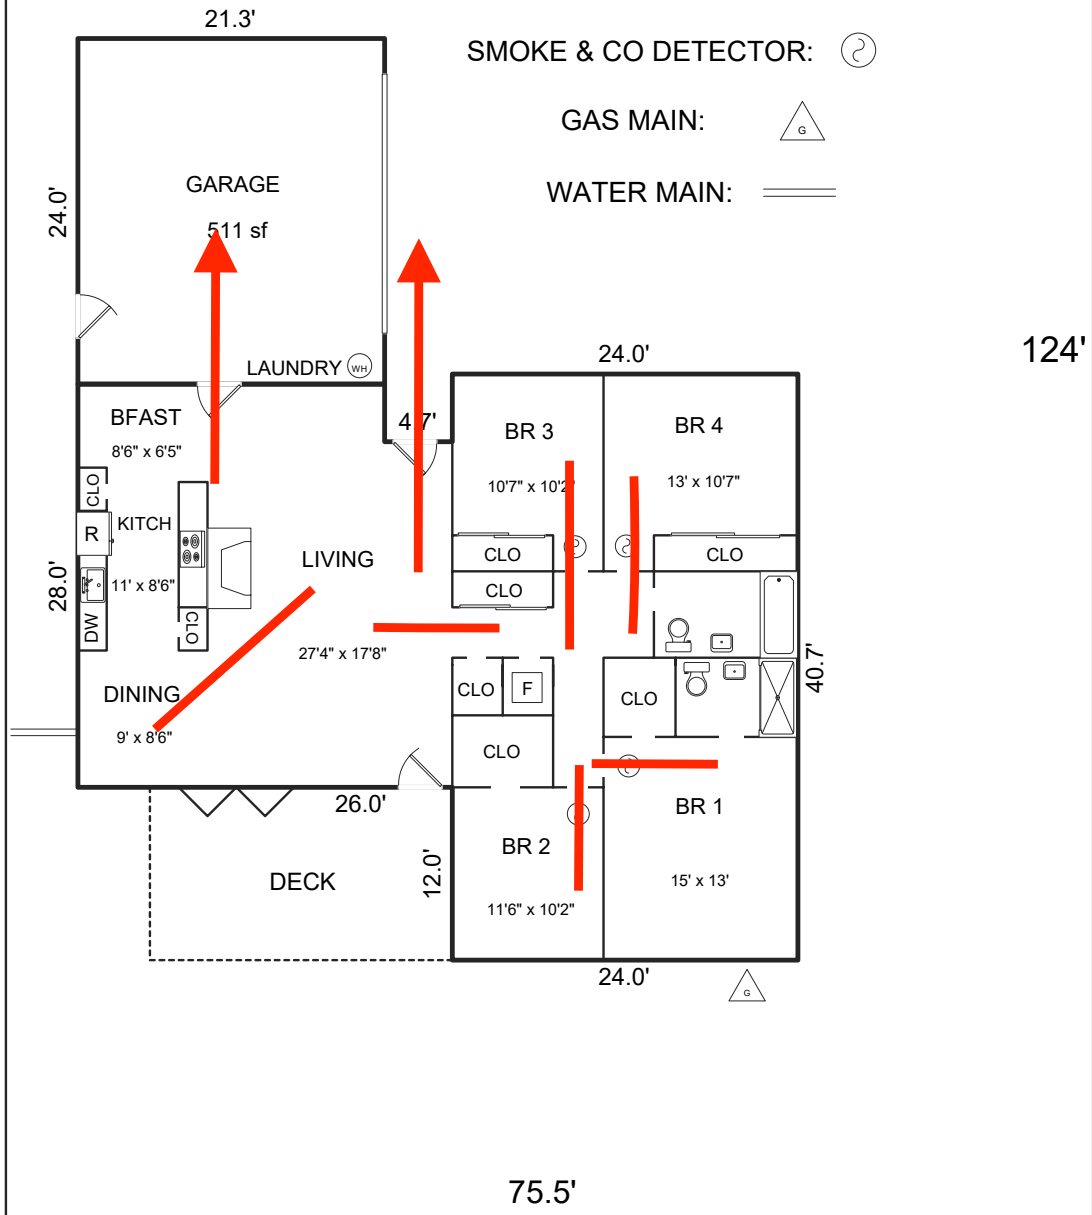 21.3'
SMOKE & CO DETECTOR:
GAS MAIN:
G
WATER MAIN:
GARAGE
511 sf
24.0'
LAUNDRY
WH
24.0'
124'
BFAST
8'6" x 6'5"
4.7'
BR 3
10'7" x 10'2"
BR 4
13' x 10'7"
CLO
R
KITCH
11' x 8'6"
28.0'
DW
CLO
LIVING
27'4" x 17'8"
CLO
CLO
CLO
40.7'
CLO
F
CLO
CLO
DINING
9' x 8'6"
26.0'
DECK
12.0'
BR 2
11'6" x 10'2"
BR 1
15' x 13'
24.0'
G
75.5'